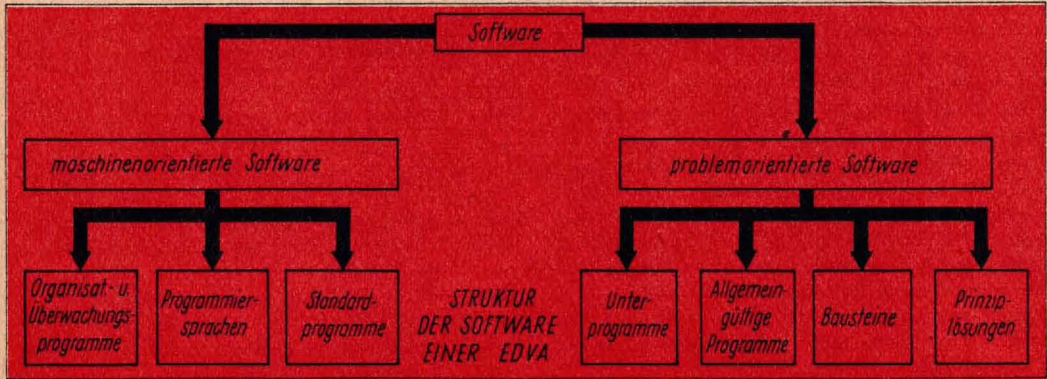 Software
maschinenorientierte Software
problemorientierte Software
Organisat.- u.
Überwachungs-
programme
Programmier-
sprachen
Standard-
programme
STRUKTUR
DER SOFTWARE
EINER EDVA
Unter-
programme
Allgemein-
gültige
Programme
Bausteine
Prinzip-
lösungen